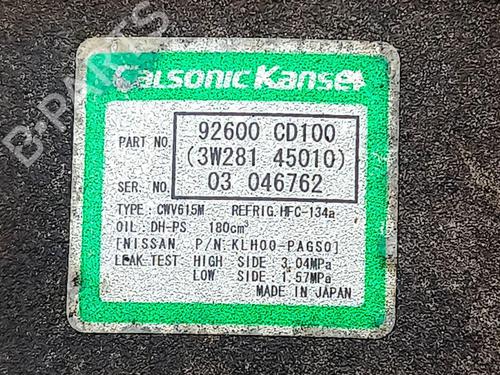 Calsonic Kansei
PART NO. 92600 CD100
(3W281 45010)
SER. NO. 03 046762
TYPE: CWV615M REFRIG.HFC-134a
OIL: DH-PS 180cm³
[NISSAN P/N:KLH00-PAGS0]
LEAK TEST HIGH SIDE : 3.04MPa
LOW SIDE : 1.57MPa
MADE IN JAPAN
B-PARTS